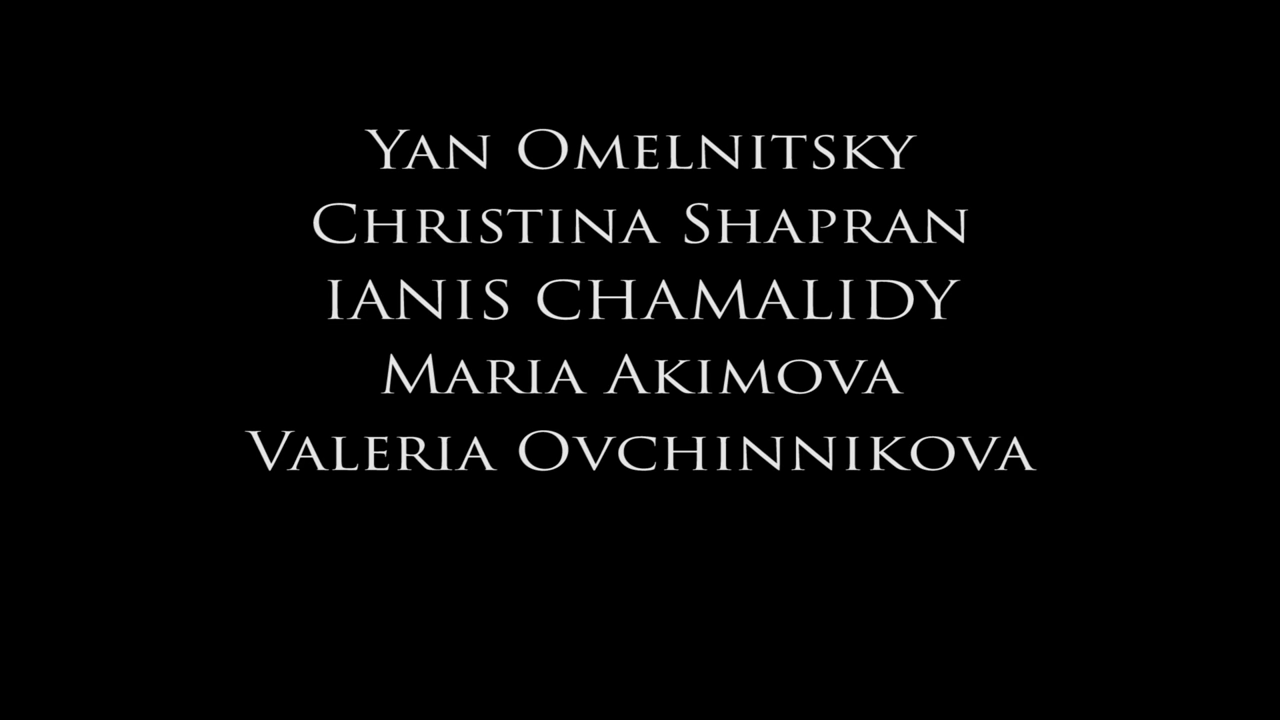 Yan Omelnitsky
Christina Shapran
IANIS CHAMALIDY
Maria Akimova
Valeria Ovchinnikova